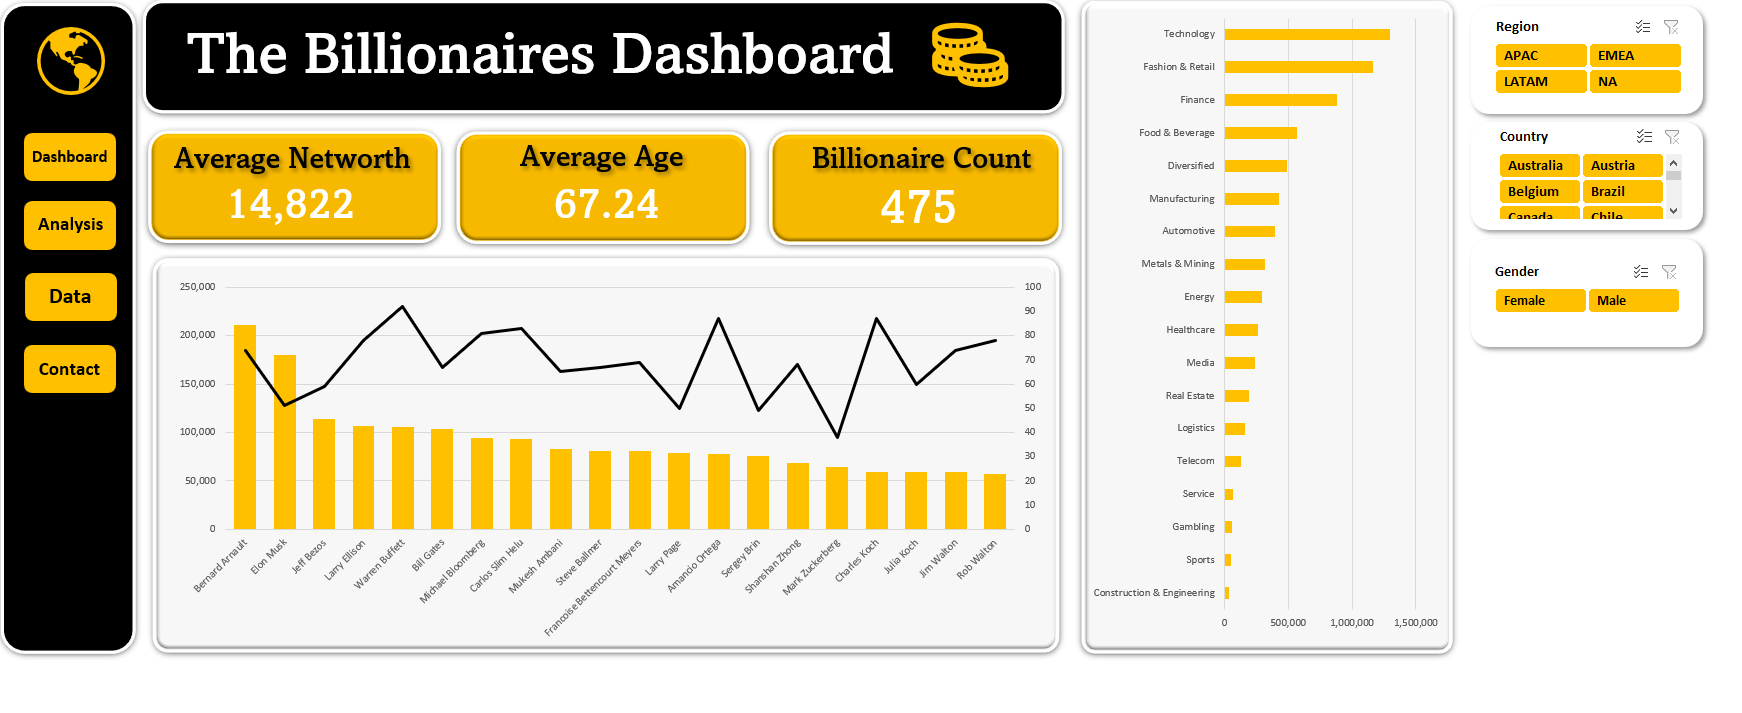 The Billionaires Dashboard
Dashboard
Analysis
Data
Contact
Average Networth
14,822
Average Age
67.24
Billionaire Count
475
250,000
200,000
150,000
100,000
50,000
0
100
90
80
70
60
50
40
30
20
10
0
Bernard Arnault
Elon Musk
Jeff Bezos
Larry Ellison
Warren Buffett
Bill Gates
Michael Bloomberg
Carlos Slim Helu
Mukesh Ambani
Steve Ballmer
Francoise Bettencourt Meyers
Larry Page
Amancio Ortega
Sergey Brin
Shanshan Zhong
Mark Zuckerberg
Charles Koch
Julia Koch
Jim Walton
Rob Walton
Technology
Fashion & Retail
Finance
Food & Beverage
Diversified
Manufacturing
Automotive
Metals & Mining
Energy
Healthcare
Media
Real Estate
Logistics
Telecom
Service
Gambling
Sports
Construction & Engineering
0 500,000 1,000,000 1,500,000
Region
APAC EMEA
LATAM NA
Country
Australia Austria
Belgium Brazil
Canada Chile
Gender
Female Male